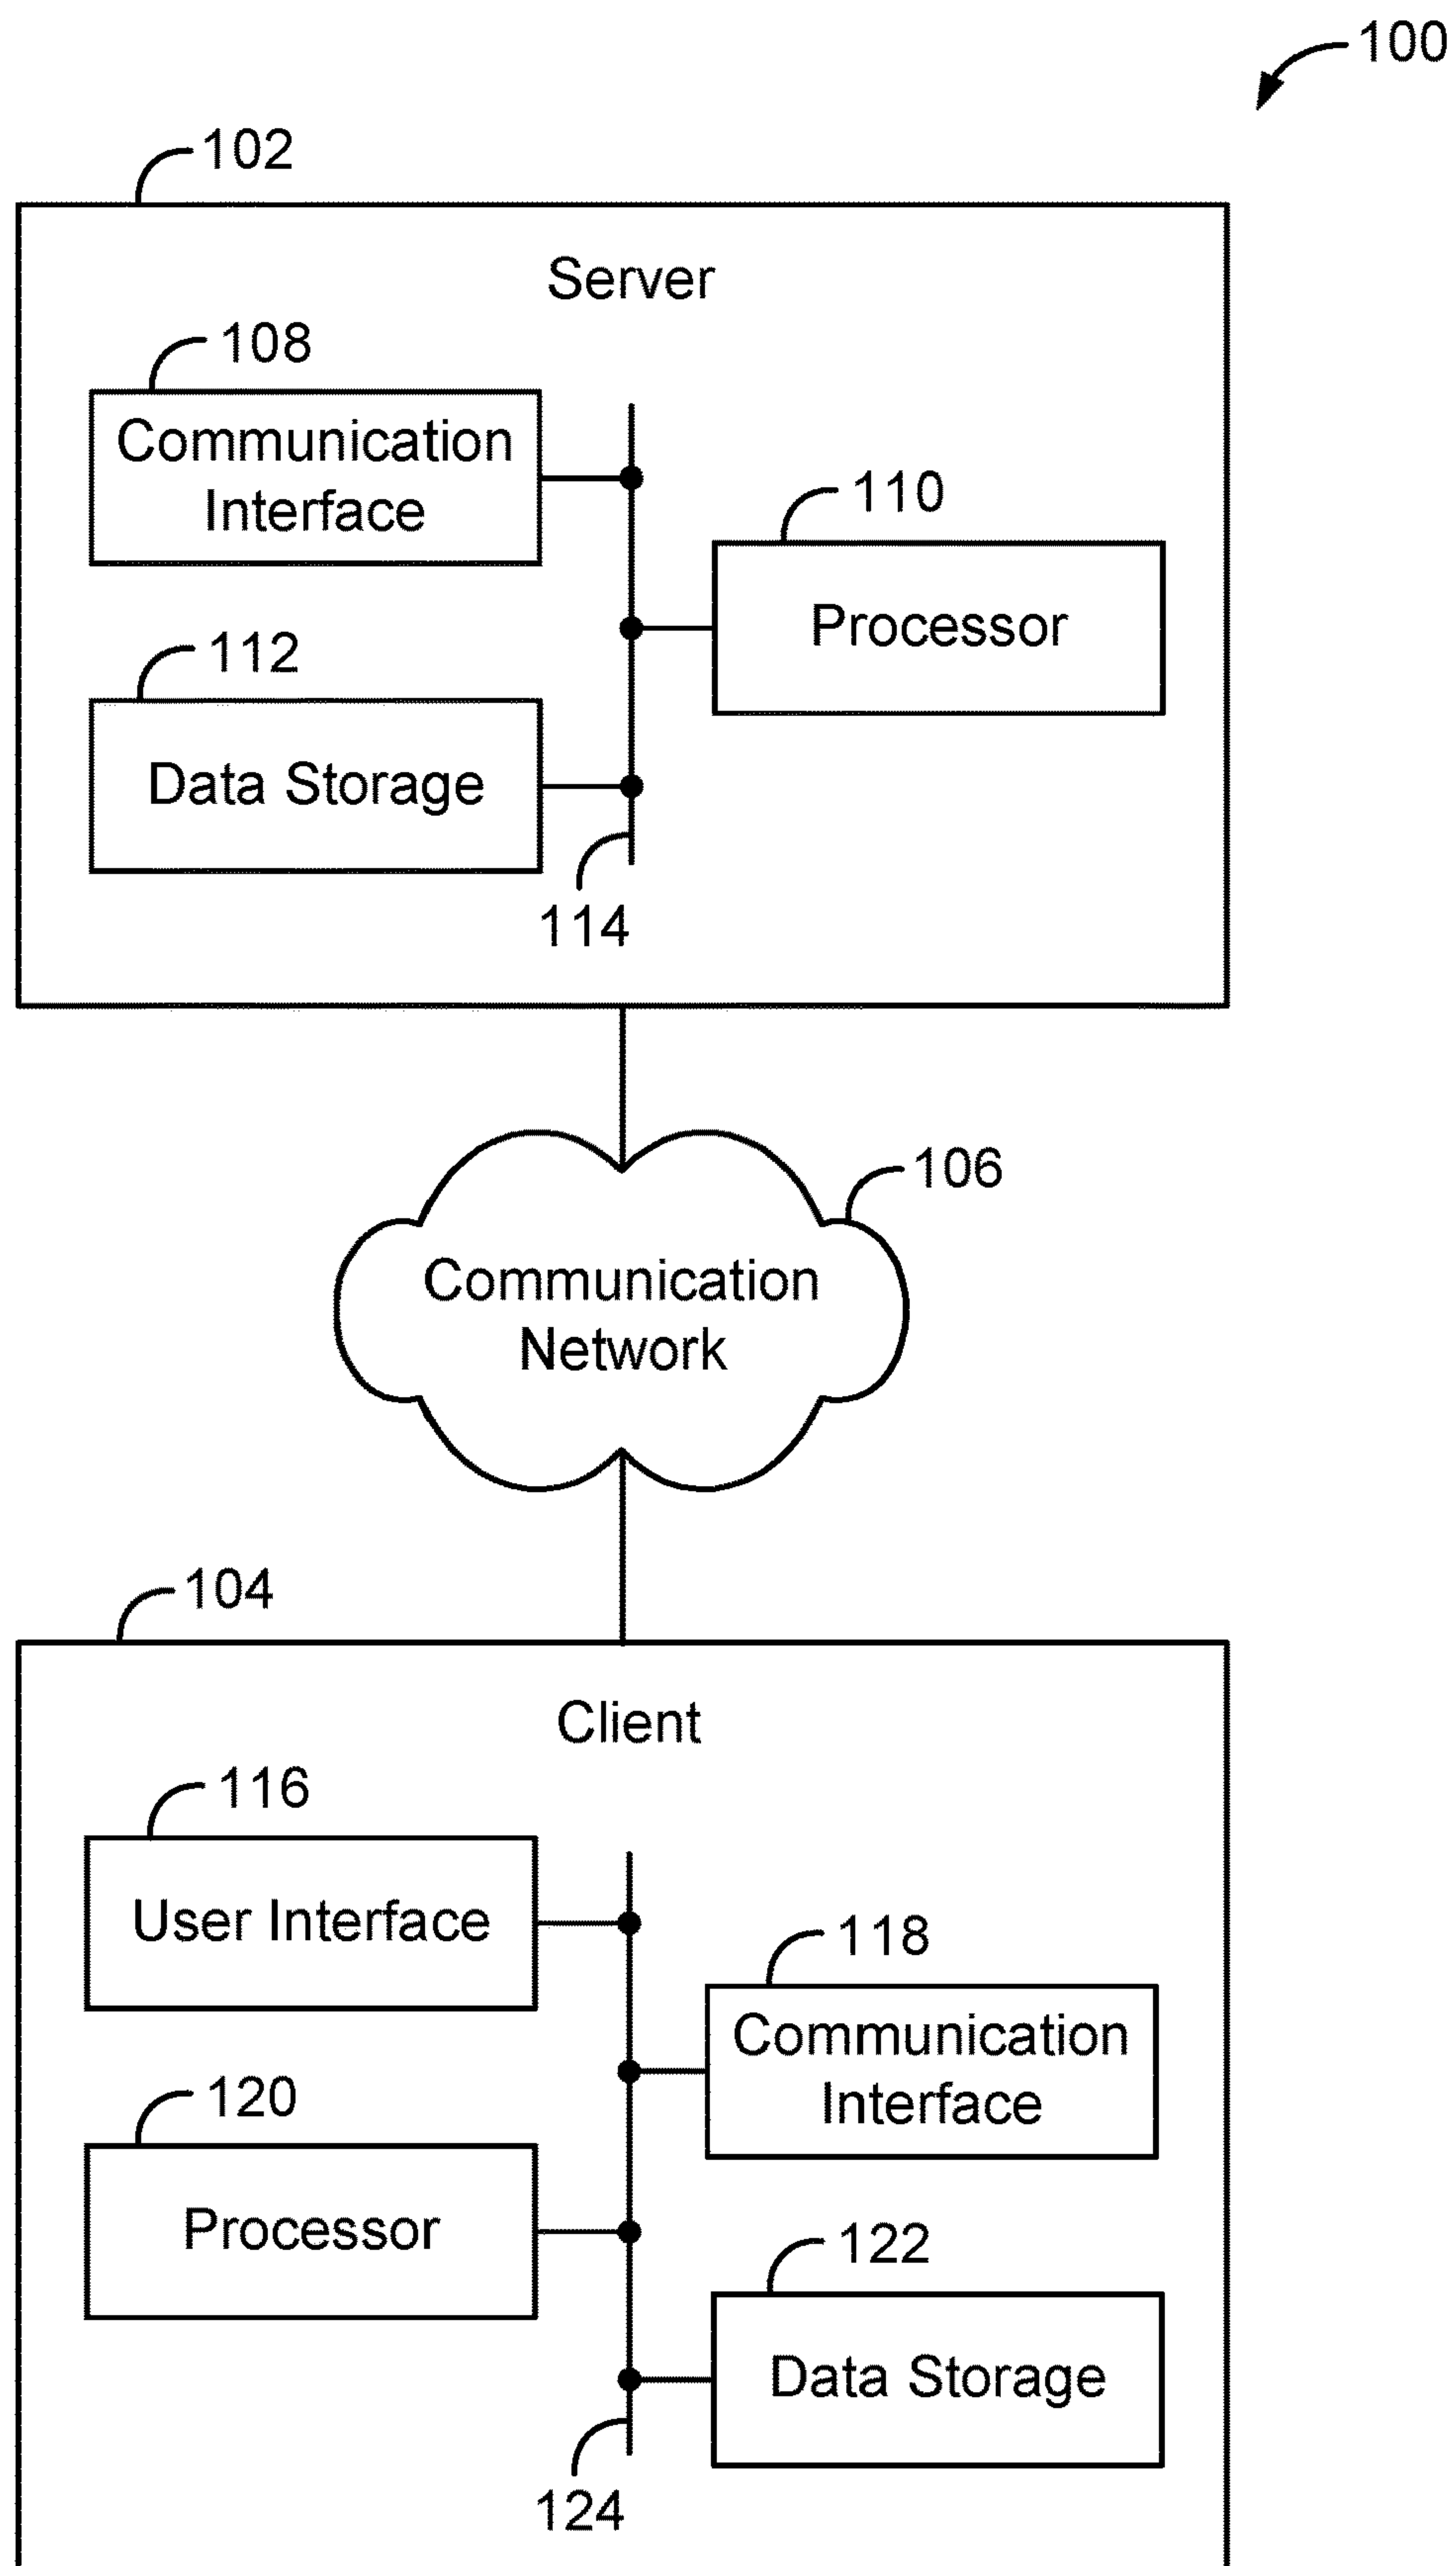 100
102
Server
108
Communication
Interface
110
Processor
112
Data Storage
114
106
Communication
Network
104
Client
116
User Interface
118
Communication
Interface
120
Processor
122
Data Storage
124